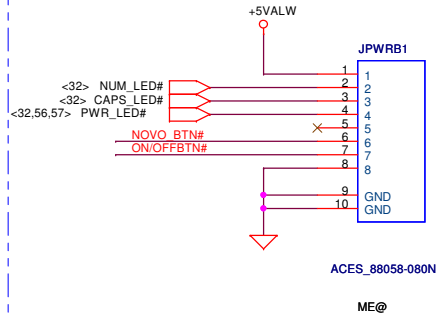 +5VALW
JPWRB1
1 1
<32> NUM_LED# 2 2
<32> CAPS_LED# 3 3
<32,56,57> PWR_LED# 4 4
5 5
NOVO_BTN# 6 6
ON/OFFBTN# 7 7
8 8
9 GND
10 GND
ACES_88058-080N
ME@